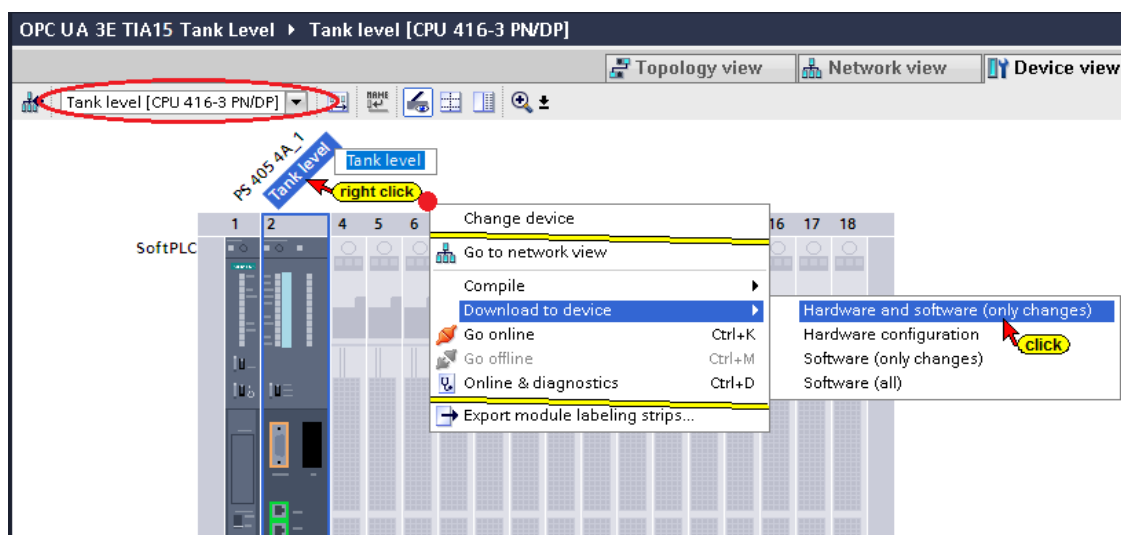 OPC UA 3E TIA15 Tank Level ▸ Tank level [CPU 416-3 PN/DP]
Topology view Network view Device view
Tank level [CPU 416-3 PN/DP] NAME ±
PS 405 4A_1
Tank level
Tank level
right click
1 2 4 5 6 16 17 18
SoftPLC
SIEMENS
Change device
Go to network view
Compile
Download to device
Go online Ctrl+K
Go offline Ctrl+M
Online & diagnostics Ctrl+D
Export module labeling strips...
Hardware and software (only changes)
Hardware configuration
click
Software (only changes)
Software (all)